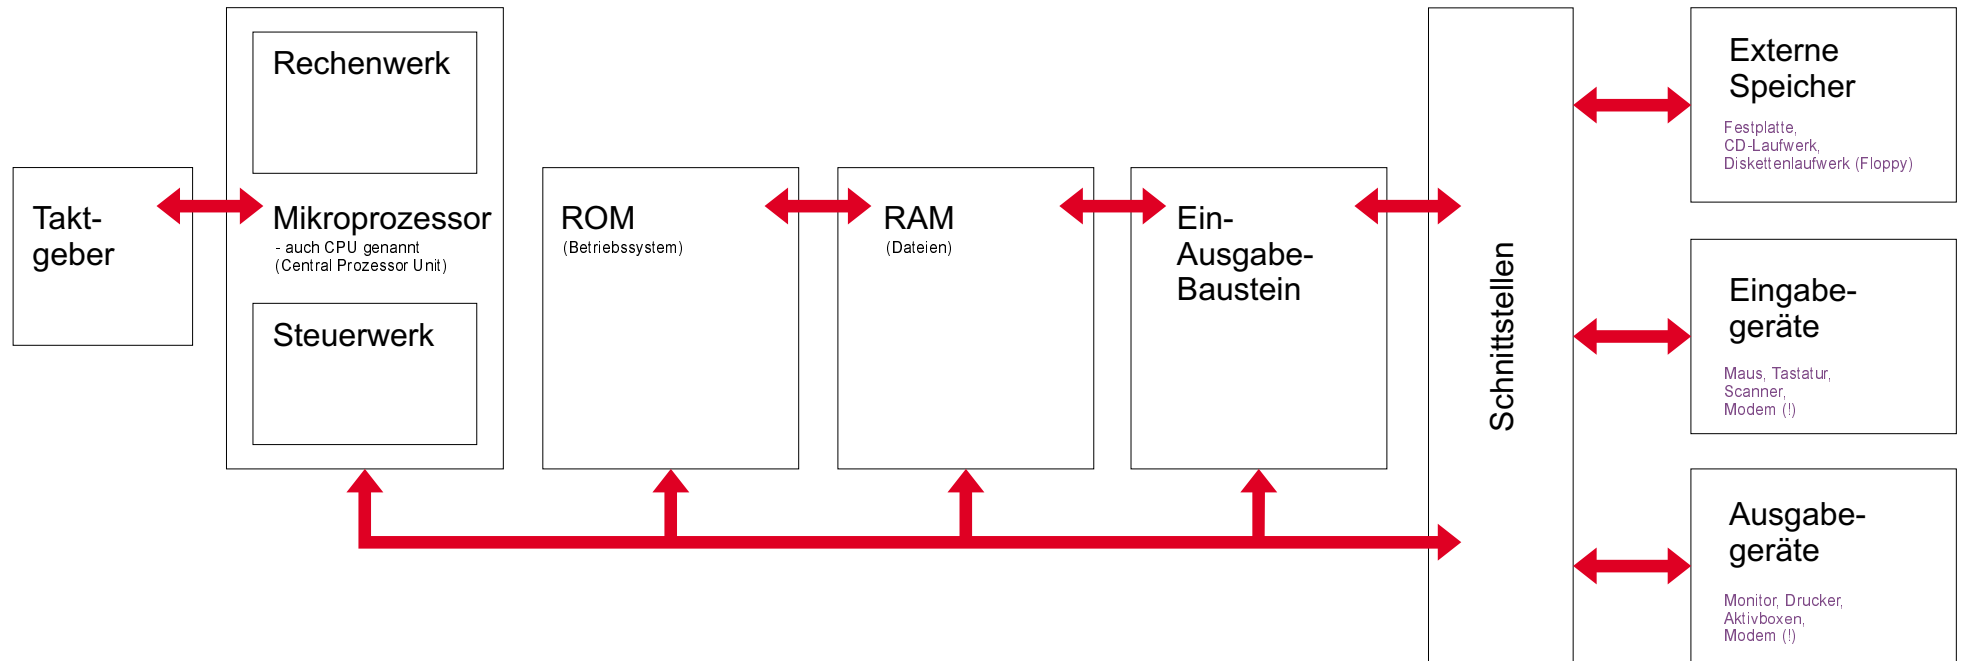 Takt-
geber
Rechenwerk
Mikroprozessor
- auch CPU genannt
(Central Prozessor Unit)
Steuerwerk
ROM
(Betriebssystem)
RAM
(Dateien)
Ein-
Ausgabe-
Baustein
Schnittstellen
Externe
Speicher
Festplatte,
CD-Laufwerk,
Diskettenlaufwerk (Floppy)
Eingabe-
geräte
Maus, Tastatur,
Scanner,
Modem (!)
Ausgabe-
geräte
Monitor, Drucker,
Aktivboxen,
Modem (!)